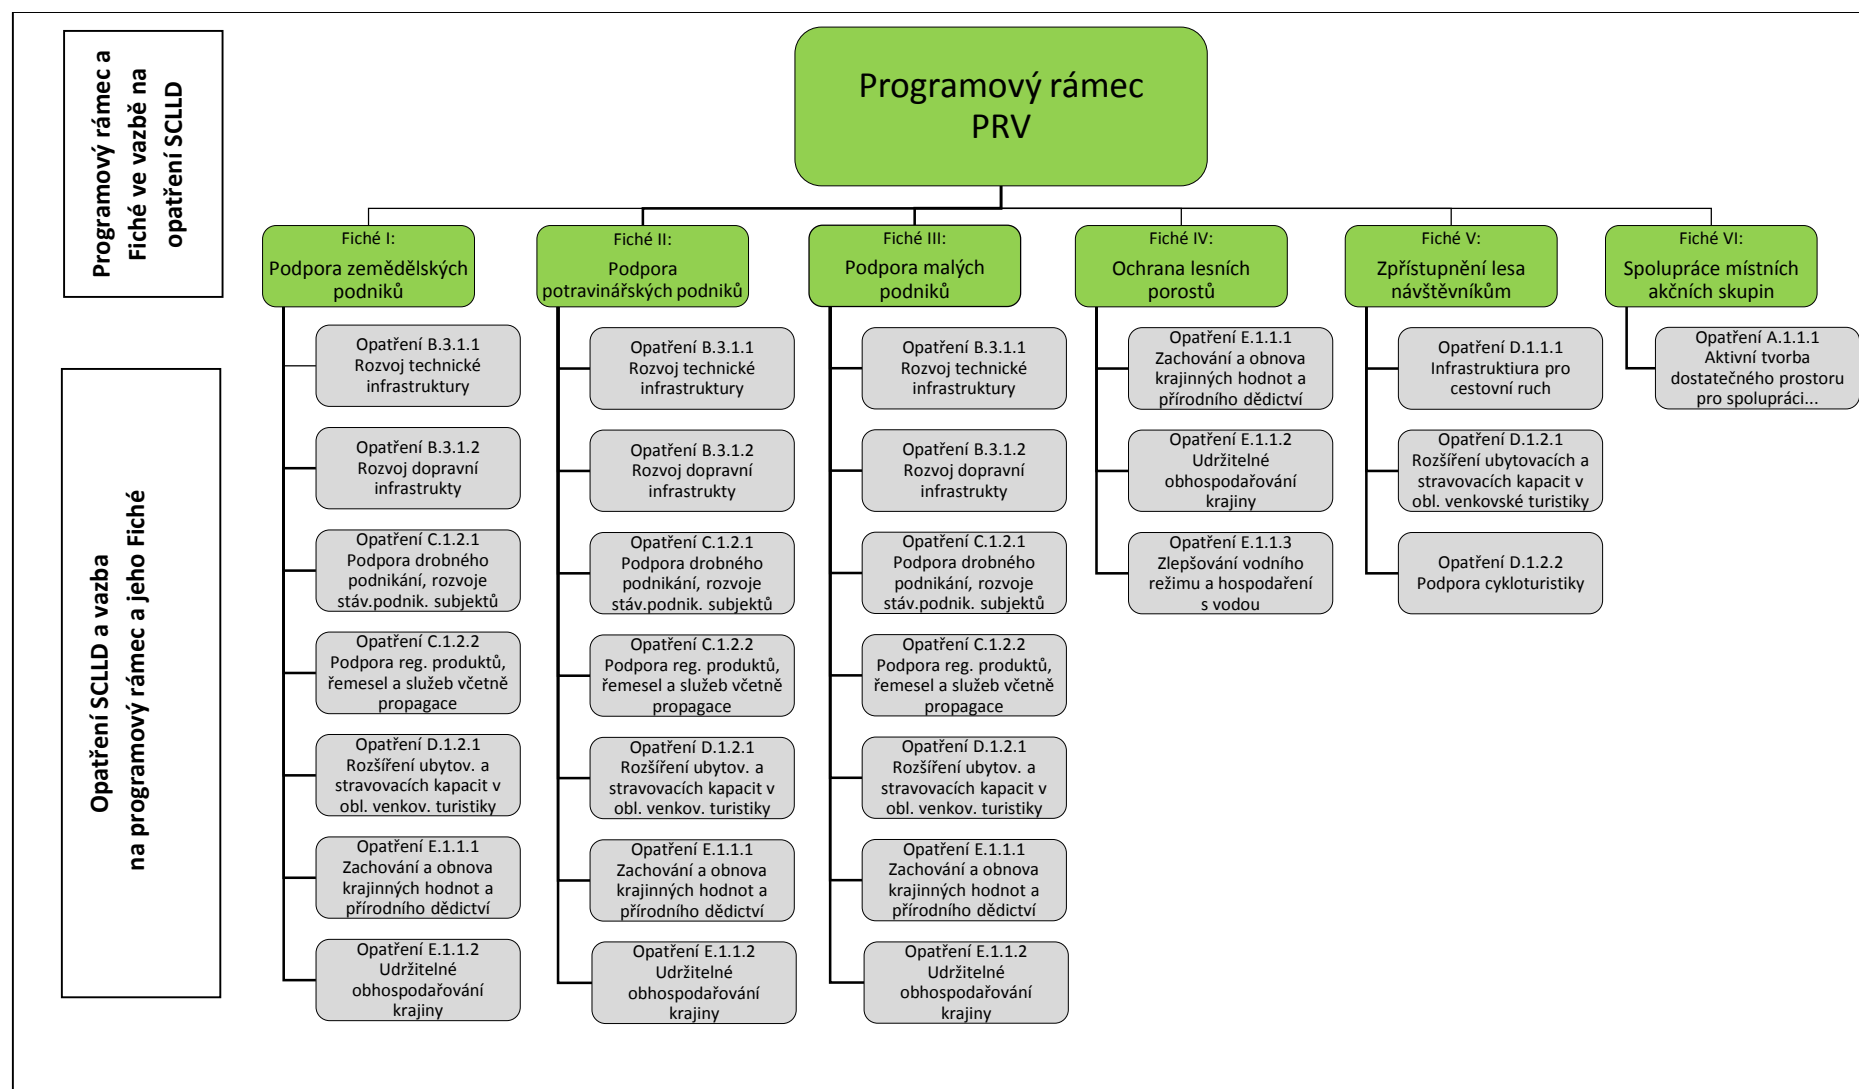 Programový rámec a
Fiché ve vazbě na
opatření SCLLD
Opatření SCLLD a vazba
na programový rámec a jeho Fiché
Programový rámec
PRV
Fiché I:
Podpora zemědělských
podniků
Opatření B.3.1.1
Rozvoj technické
infrastruktury
Opatření B.3.1.2
Rozvoj dopravní
infrastrukty
Opatření C.1.2.1
Podpora drobného
podnikání, rozvoje
stáv.podnik. subjektů
Opatření C.1.2.2
Podpora reg. produktů,
řemesel a služeb včetně
propagace
Opatření D.1.2.1
Rozšíření ubytov. a
stravovacích kapacit v
obl. venkov. turistiky
Opatření E.1.1.1
Zachování a obnova
krajinných hodnot a
přírodního dědictví
Opatření E.1.1.2
Udržitelné
obhospodařování
krajiny
Fiché II:
Podpora
potravinářských podniků
Opatření B.3.1.1
Rozvoj technické
infrastruktury
Opatření B.3.1.2
Rozvoj dopravní
infrastrukty
Opatření C.1.2.1
Podpora drobného
podnikání, rozvoje
stáv.podnik. subjektů
Opatření C.1.2.2
Podpora reg. produktů,
řemesel a služeb včetně
propagace
Opatření D.1.2.1
Rozšíření ubytov. a
stravovacích kapacit v
obl. venkov. turistiky
Opatření E.1.1.1
Zachování a obnova
krajinných hodnot a
přírodního dědictví
Opatření E.1.1.2
Udržitelné
obhospodařování
krajiny
Fiché III:
Podpora malých
podniků
Opatření B.3.1.1
Rozvoj technické
infrastruktury
Opatření B.3.1.2
Rozvoj dopravní
infrastrukty
Opatření C.1.2.1
Podpora drobného
podnikání, rozvoje
stáv.podnik. subjektů
Opatření C.1.2.2
Podpora reg. produktů,
řemesel a služeb včetně
propagace
Opatření D.1.2.1
Rozšíření ubytov. a
stravovacích kapacit v
obl. venkov. turistiky
Opatření E.1.1.1
Zachování a obnova
krajinných hodnot a
přírodního dědictví
Opatření E.1.1.2
Udržitelné
obhospodařování
krajiny
Fiché IV:
Ochrana lesních
porostů
Opatření E.1.1.1
Zachování a obnova
krajinných hodnot a
přírodního dědictví
Opatření E.1.1.2
Udržitelné
obhospodařování
krajiny
Opatření E.1.1.3
Zlepšování vodního
režimu a hospodaření
s vodou
Fiché V:
Zpřístupnění lesa
návštěvníkům
Opatření D.1.1.1
Infrastruktiura pro
cestovní ruch
Opatření D.1.2.1
Rozšíření ubytovacích a
stravovacích kapacit v
obl. venkovské turistiky
Opatření D.1.2.2
Podpora cykloturistiky
Fiché VI:
Spolupráce místních
akčních skupin
Opatření A.1.1.1
Aktivní tvorba
dostatečného prostoru
pro spolupráci...